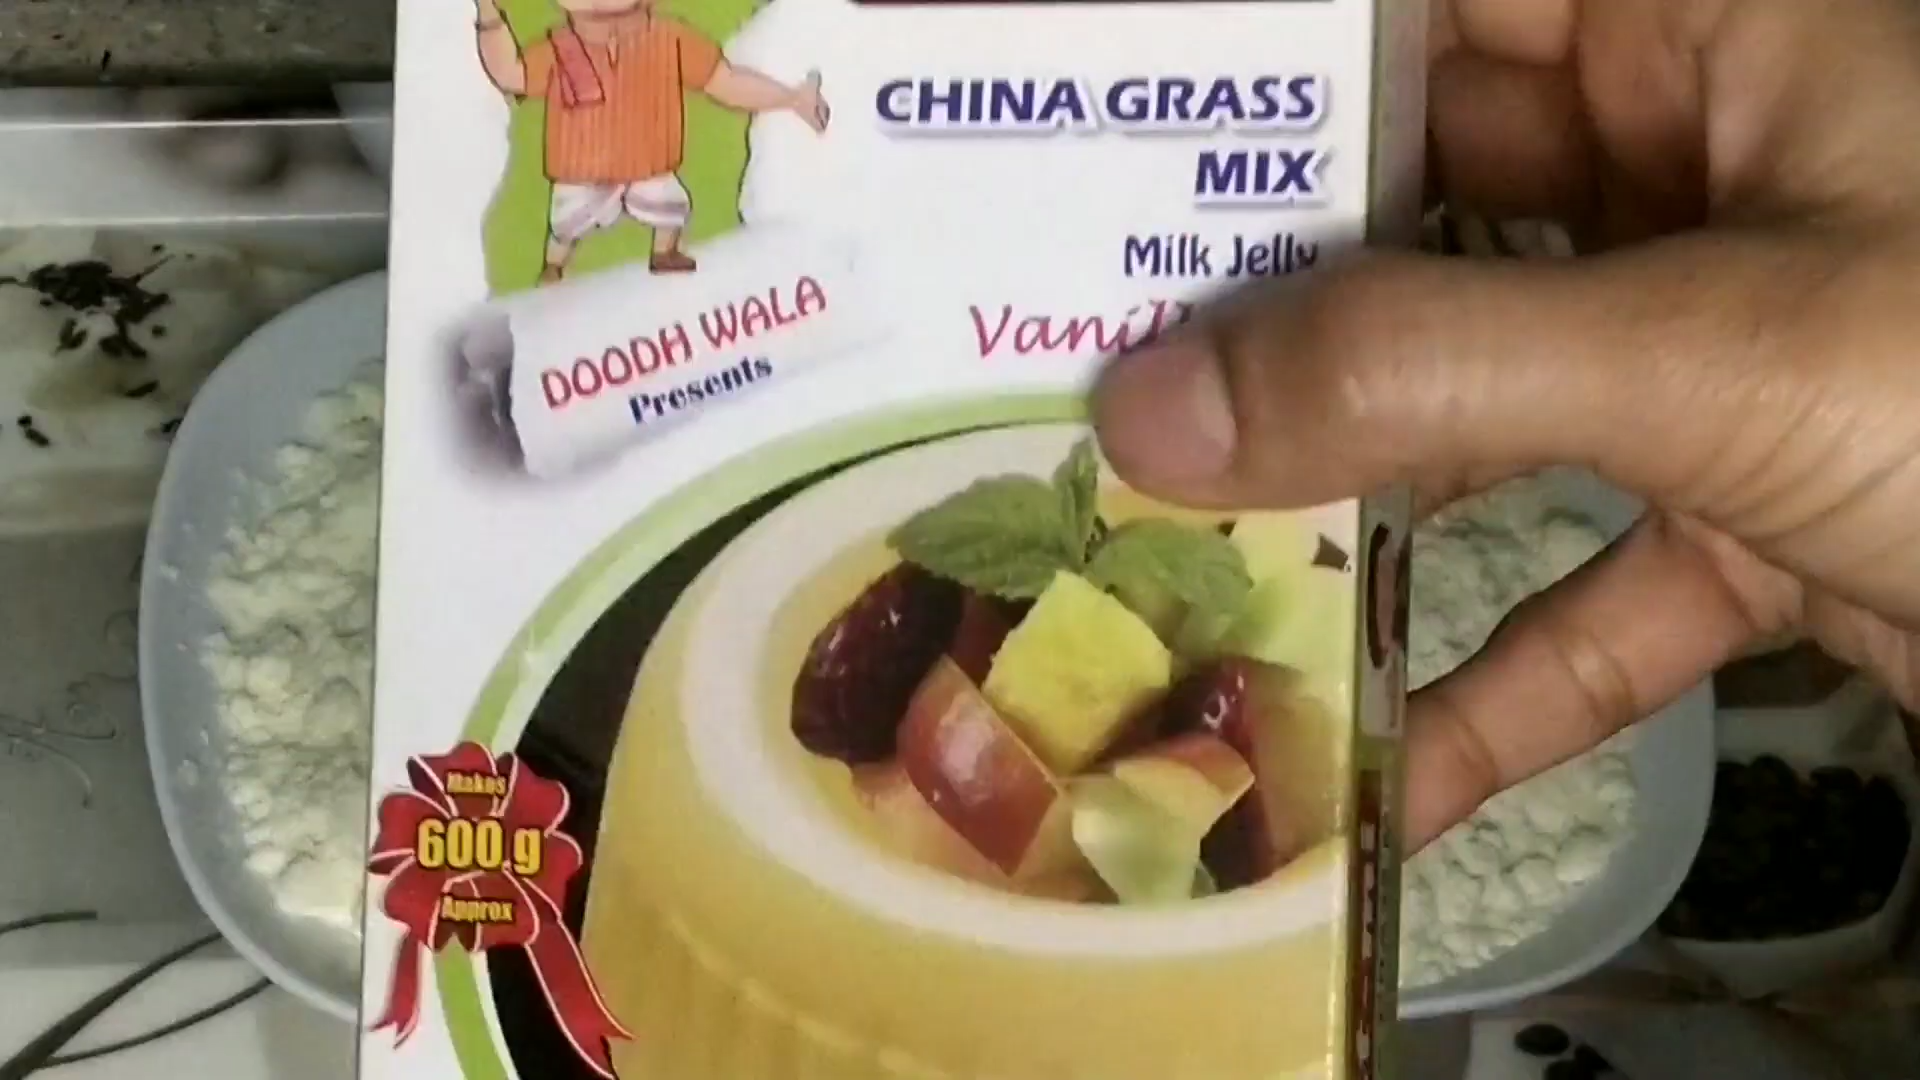 CHINA GRASS
MIX
Milk Jelly
DOODH WALA
Presents
Makes
600 g
Approx